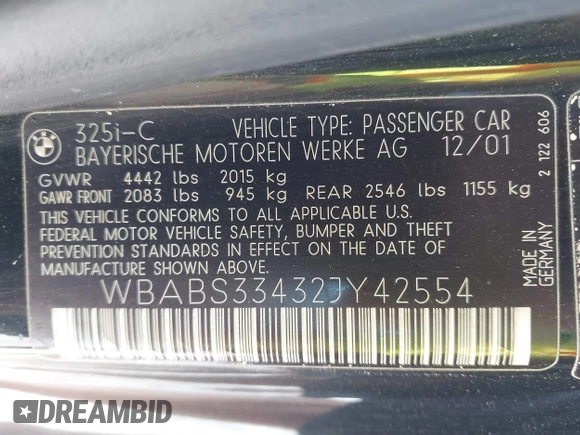 BMW
325i-C VEHICLE TYPE: PASSENGER CAR
BAYERISCHE MOTOREN WERKE AG 12/01
GVWR 4442 lbs 2015 kg
GAWR FRONT 2083 lbs 945 kg REAR 2546 lbs 1155 kg
THIS VEHICLE CONFORMS TO ALL APPLICABLE U.S.
FEDERAL MOTOR VEHICLE SAFETY, BUMPER AND THEFT
PREVENTION STANDARDS IN EFFECT ON THE DATE OF
MANUFACTURE SHOWN ABOVE.
WBABS33432JY42554
2 122 606
MADE IN
GERMANY
DREAMBID